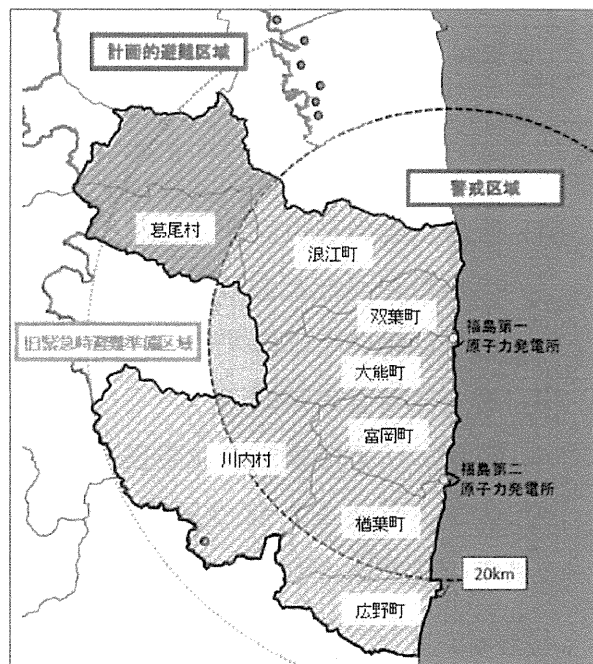 計画的避難区域
警戒区域
葛尾村
浪江町
双葉町
福島第一
原子力発電所
旧緊急時避難準備区域
大熊町
富岡町
川内村
福島第二
原子力発電所
楢葉町
20km
広野町